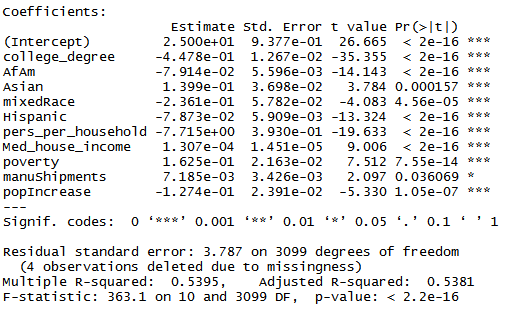 Coefficients:
                     Estimate Std. Error t value Pr(>|t|)
(Intercept)         2.500e+01  9.377e-01  26.665  < 2e-16 ***
college_degree     -4.478e-01  1.267e-02 -35.355  < 2e-16 ***
AfAm               -7.914e-02  5.596e-03 -14.143  < 2e-16 ***
Asian               1.399e-01  3.698e-02   3.784 0.000157 ***
mixedRace          -2.361e-01  5.782e-02  -4.083 4.56e-05 ***
Hispanic           -7.873e-02  5.909e-03 -13.324  < 2e-16 ***
pers_per_household -7.715e+00  3.930e-01 -19.633  < 2e-16 ***
Med_house_income    1.307e-04  1.451e-05   9.006  < 2e-16 ***
poverty             1.625e-01  2.163e-02   7.512 7.55e-14 ***
manuShipments       7.185e-03  3.426e-03   2.097 0.036069 *
popIncrease        -1.274e-01  2.391e-02  -5.330 1.05e-07 ***
---
Signif. codes:  0 ‘***’ 0.001 ‘**’ 0.01 ‘*’ 0.05 ‘.’ 0.1 ‘ ’ 1
Residual standard error: 3.787 on 3099 degrees of freedom
  (4 observations deleted due to missingness)
Multiple R-squared:  0.5395,    Adjusted R-squared:  0.5381
F-statistic: 363.1 on 10 and 3099 DF,  p-value: < 2.2e-16